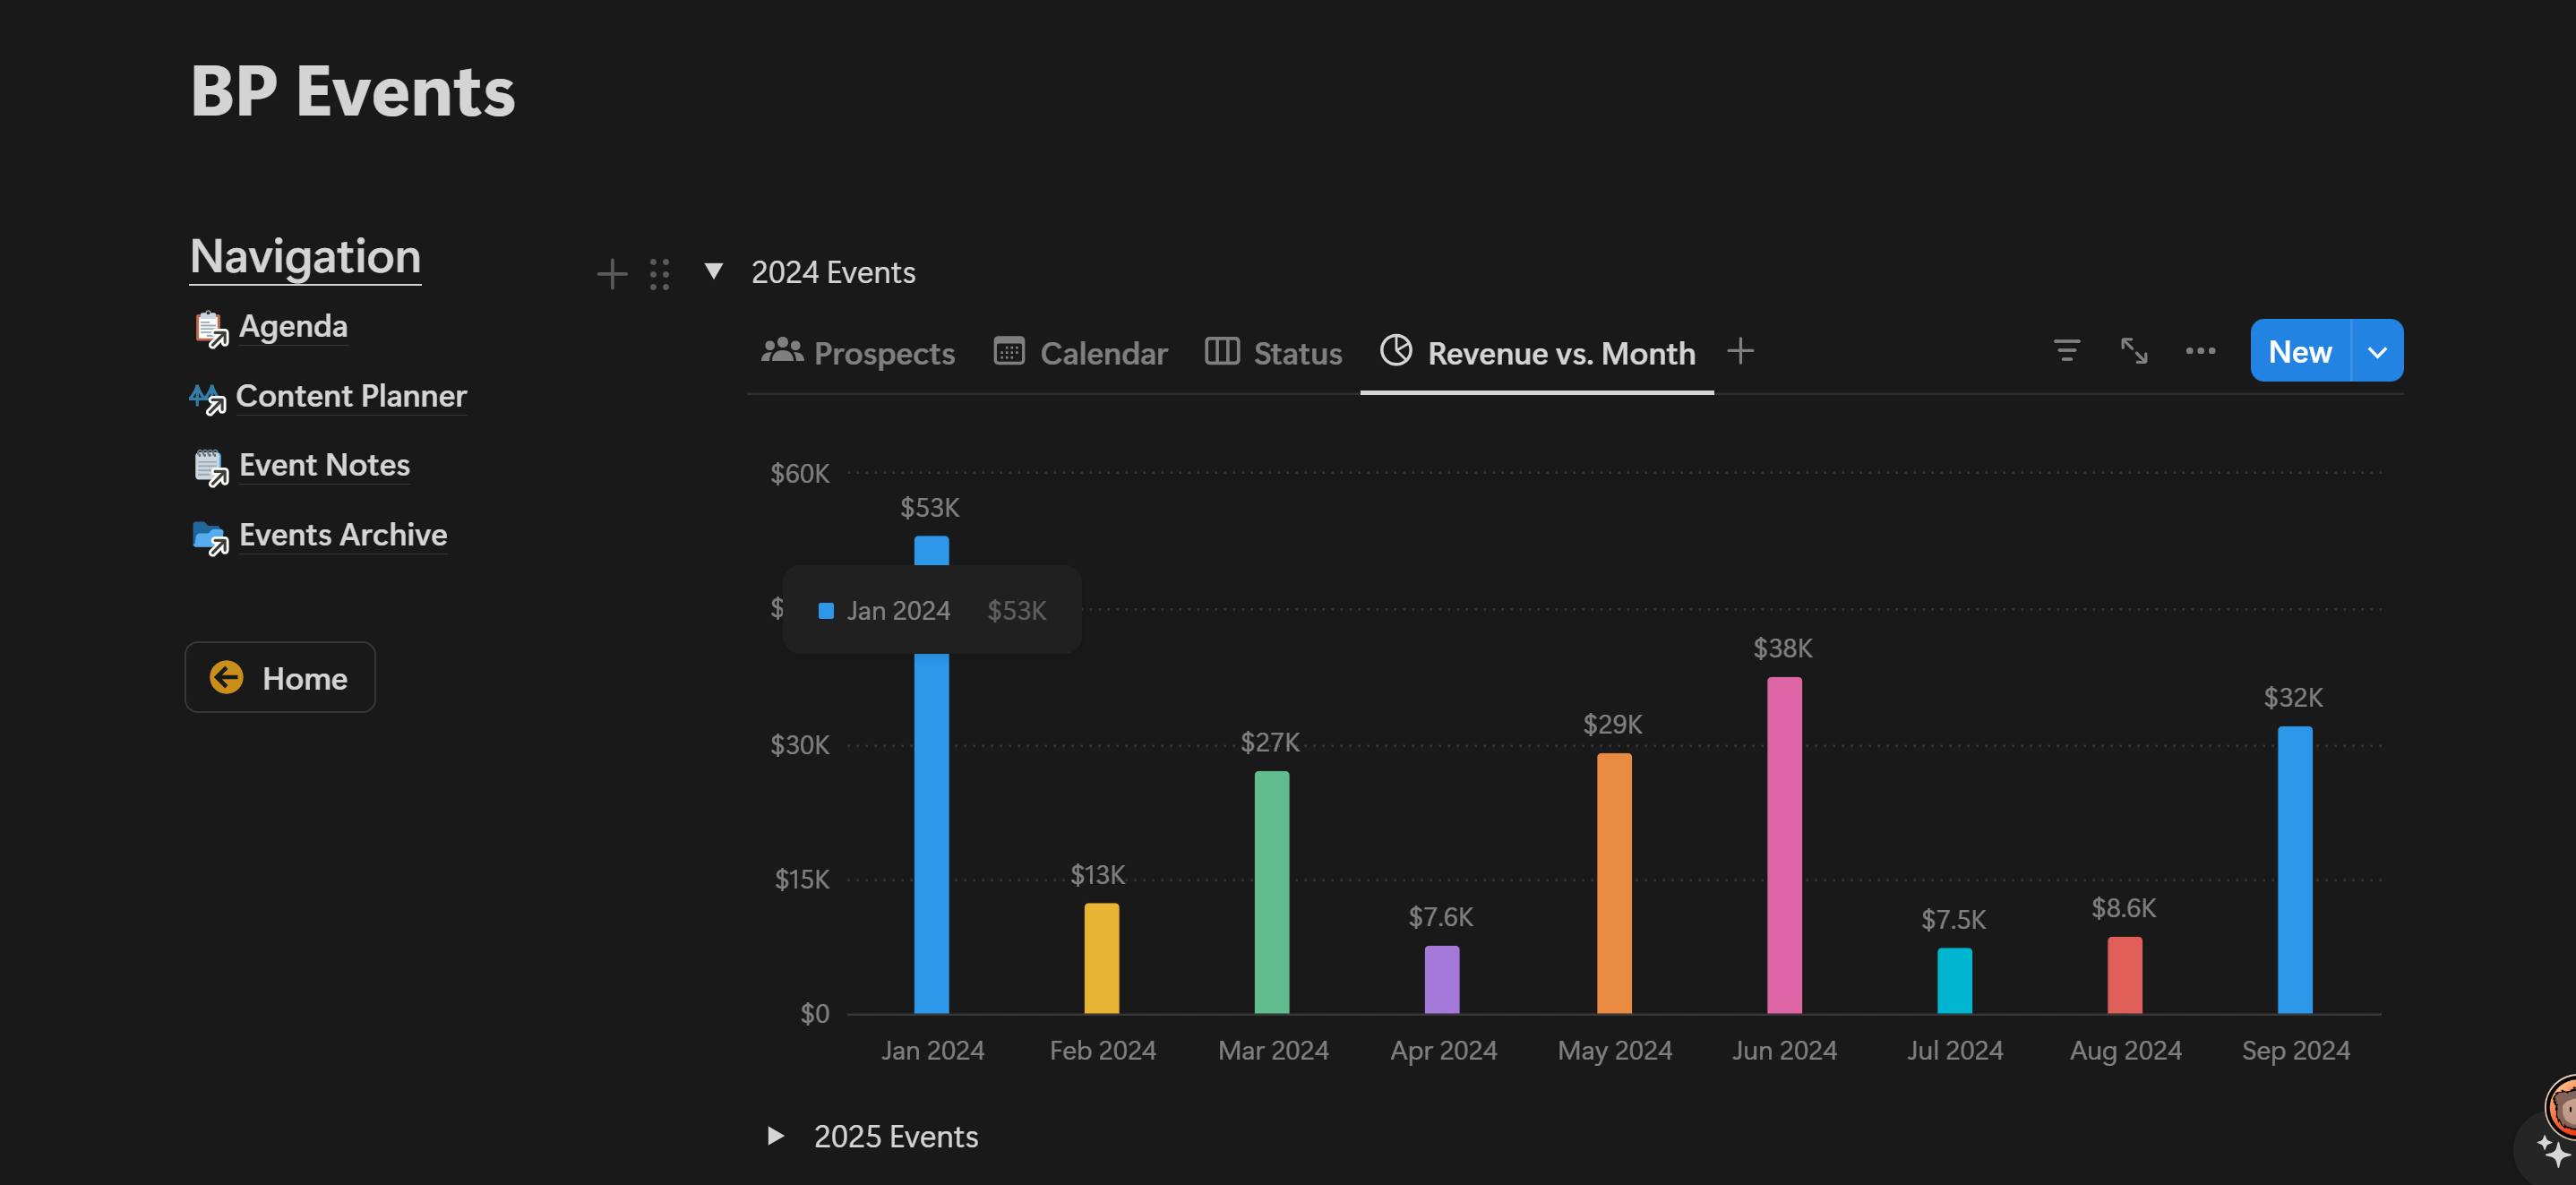 BP Events
Navigation
Agenda
Content Planner
Event Notes
Events Archive
Home
2024 Events
Prospects Calendar Status Revenue vs. Month
New
$60K
$53K
$
Jan 2024 $53K
$38K
$32K
$30K
$27K
$29K
$15K
$13K
$7.6K
$7.5K
$8.6K
$0
Jan 2024 Feb 2024 Mar 2024 Apr 2024 May 2024 Jun 2024 Jul 2024 Aug 2024 Sep 2024
2025 Events